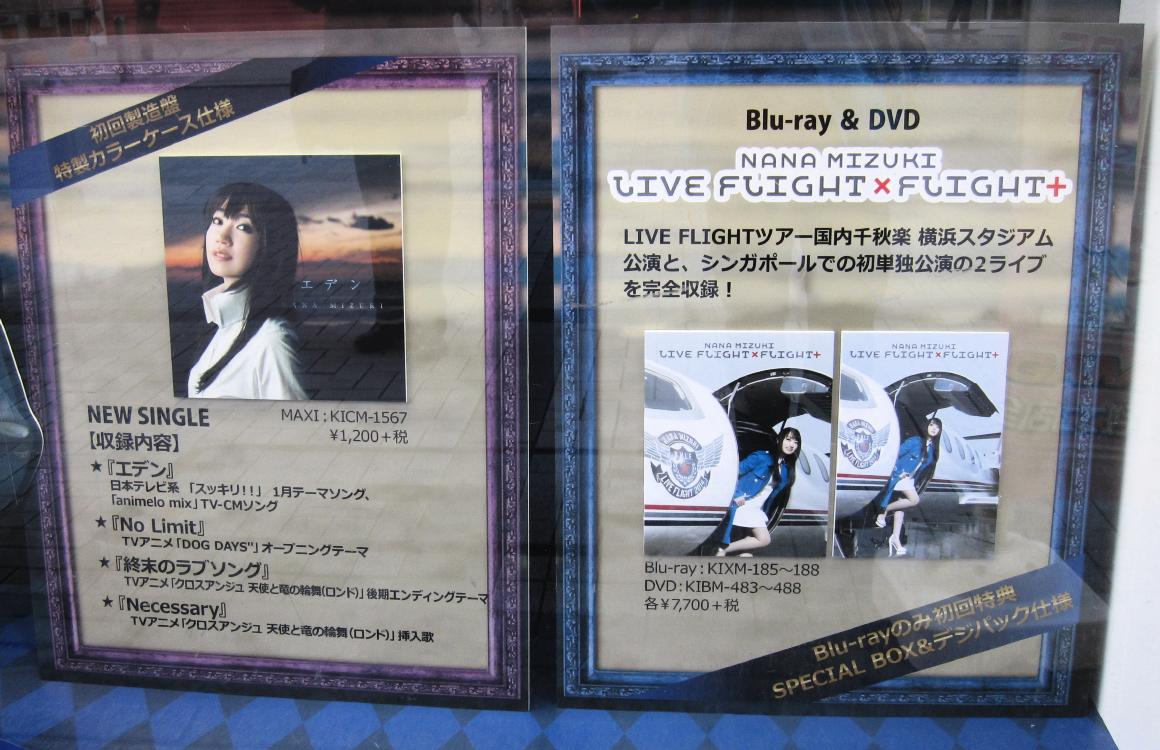 初回製造盤
特製カラーケース仕様
エデン
ANA MIZUKI
NEW SINGLE
MAXI : KICM-1567
¥1,200+税
【収録内容】
★『エデン』
日本テレビ系 「スッキリ!!」 1月テーマソング、
「animelo mix」TV-CMソング
★『No Limit』
TVアニメ「DOG DAYS"」オープニングテーマ
★『終末のラブソング』
TVアニメ「クロスアンジュ 天使と竜の輪舞(ロンド)」後期エンディングテーマ
★『Necessary』
TVアニメ「クロスアンジュ 天使と竜の輪舞(ロンド)」挿入歌
Blu-ray & DVD
NANA MIZUKI
LIVE FLIGHT×FLIGHT+
LIVE FLIGHTツアー国内千秋楽 横浜スタジアム
公演と、シンガポールでの初単独公演の2ライブ
を完全収録!
NANA MIZUKI
LIVE FLIGHT×FLIGHT+
NANA MIZUKI
LIVE FLIGHT
NANA MIZUKI
LIVE FLIGHT×FLIGHT+
Blu-ray : KIXM-185～188
DVD : KIBM-483～488
各¥7,700+税
Blu-rayのみ初回特典
SPECIAL BOX&デジパック仕様